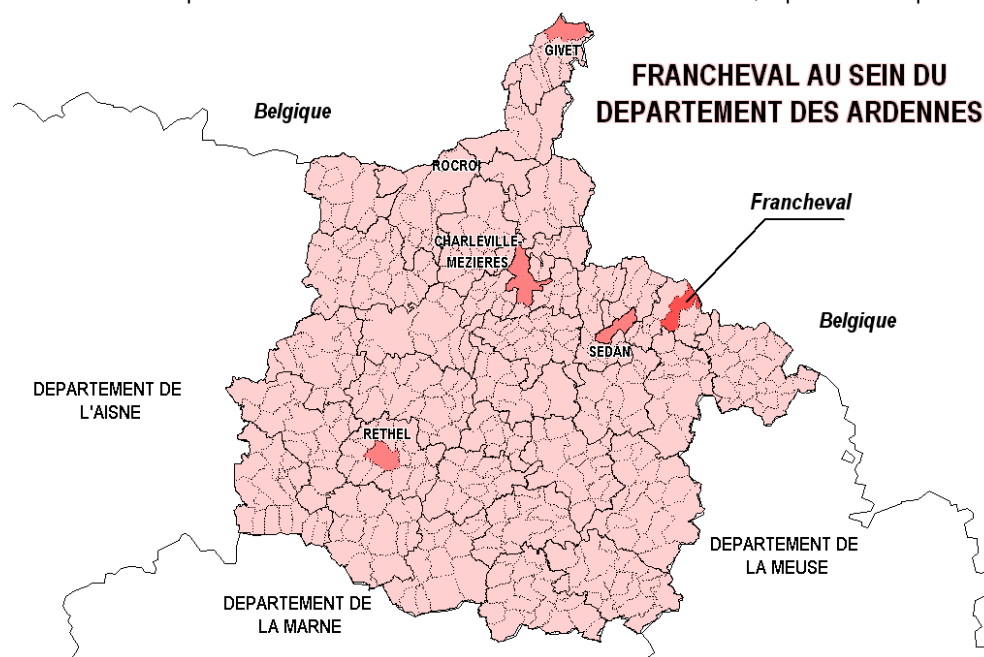 GIVET
FRANCHEVAL AU SEIN DU
DEPARTEMENT DES ARDENNES
Belgique
ROCROI
Francheval
CHARLEVILLE-
MEZIERES
Belgique
SEDAN
DEPARTEMENT DE
L'AISNE
RETHEL
DEPARTEMENT DE
LA MEUSE
DEPARTEMENT DE
LA MARNE